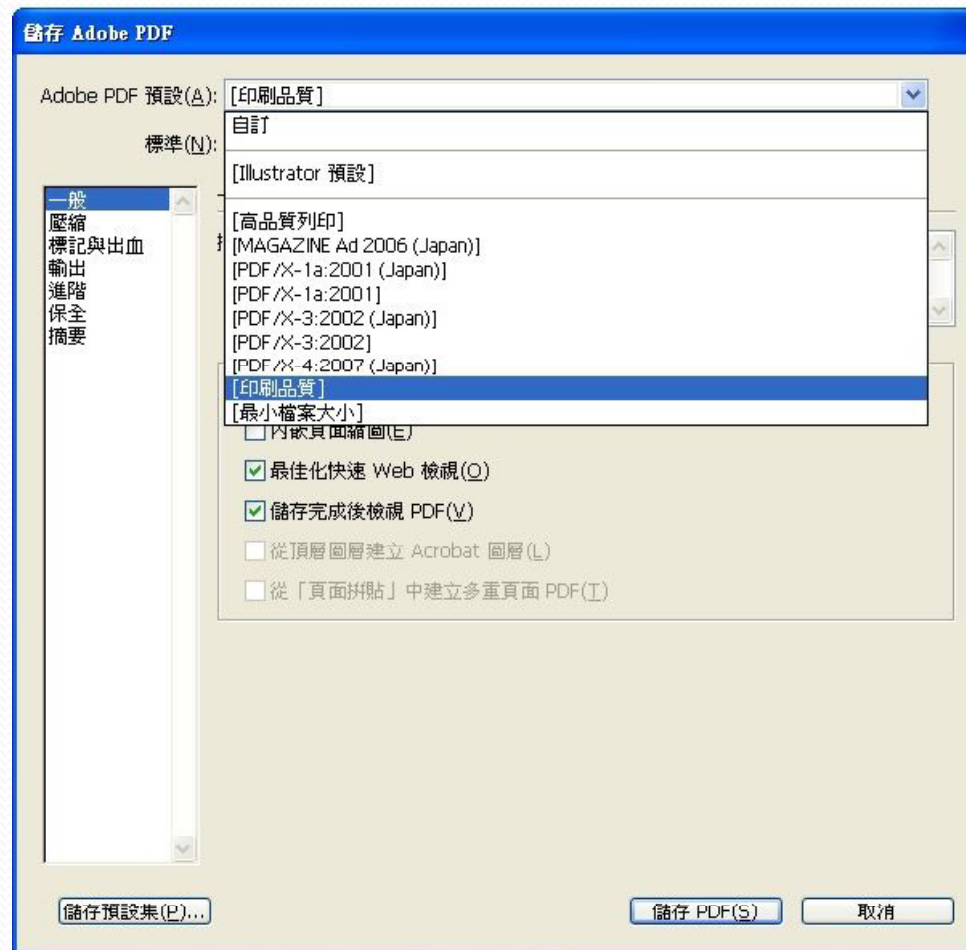 儲存 Adobe PDF
Adobe PDF 預設(A): [印刷品質]
標準(N):
自訂
[Illustrator 預設]
[高品質列印]
[MAGAZINE Ad 2006 (Japan)]
[PDF/X-1a:2001 (Japan)]
[PDF/X-1a:2001]
[PDF/X-3:2002 (Japan)]
[PDF/X-3:2002]
[PDF/X-4:2007 (Japan)]
[印刷品質]
[最小檔案大小]
一般
壓縮
標記與出血
輸出
進階
保全
摘要
內嵌頁面縮圖(E)
最佳化快速 Web 檢視(O)
儲存完成後檢視 PDF(V)
從頂層圖層建立 Acrobat 圖層(L)
從「頁面拼貼」中建立多重頁面 PDF(T)
儲存預設集(P)...
儲存 PDF(S)
取消